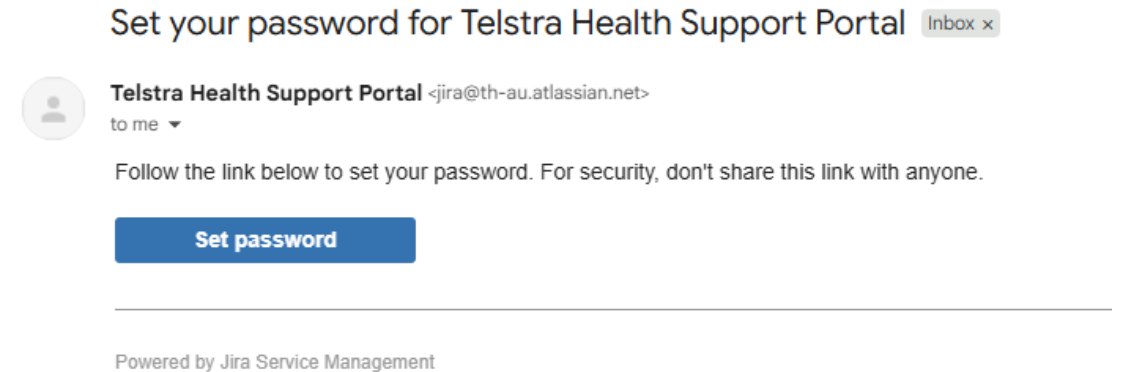 Set your password for Telstra Health Support Portal Inbox ×
Telstra Health Support Portal <jira@th-au.atlassian.net>
to me
Follow the link below to set your password. For security, don't share this link with anyone.
Set password
Powered by Jira Service Management